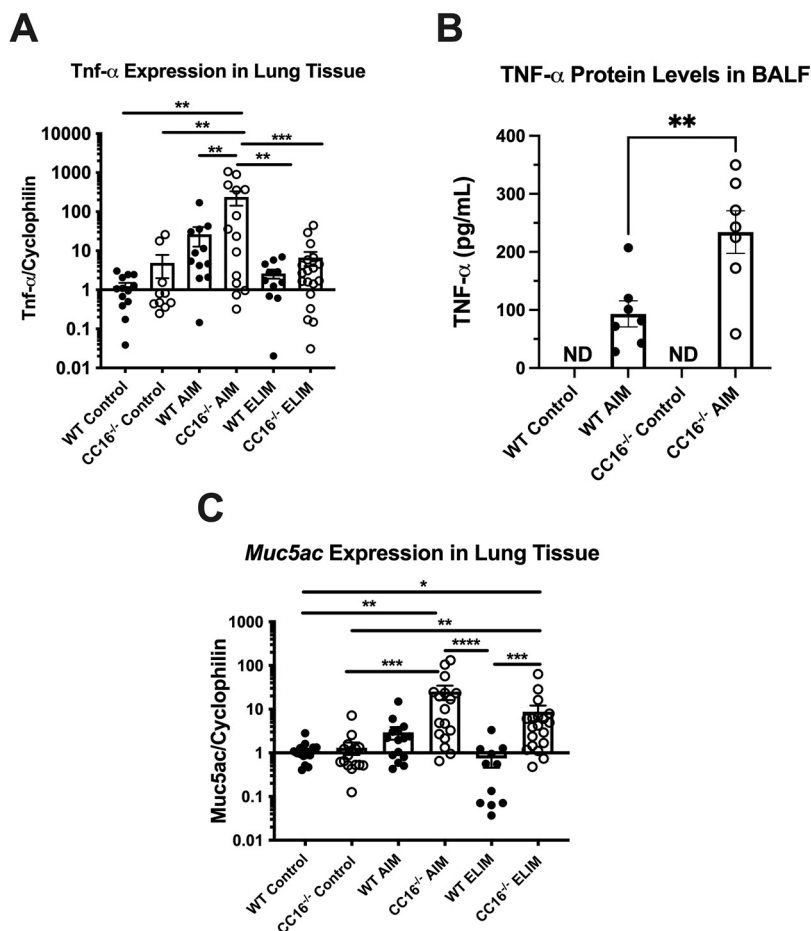 A
Tnf-α Expression in Lung Tissue
**
**
***
**
**
10000
1000
100
10
1
0.1
0.01
Tnf-α/Cyclophilin
WT Control
CC16-/- Control
WT AIM
CC16-/- AIM
WT ELIM
CC16-/- ELIM
B
TNF-α Protein Levels in BALF
**
400
300
200
100
0
TNF-α (pg/mL)
ND
ND
WT Control
WT AIM
CC16-/- Control
CC16-/- AIM
C
Muc5ac Expression in Lung Tissue
*
**
**
****
***
***
1000
100
10
1
0.1
0.01
Muc5ac/Cyclophilin
WT Control
CC16-/- Control
WT AIM
CC16-/- AIM
WT ELIM
CC16-/- ELIM